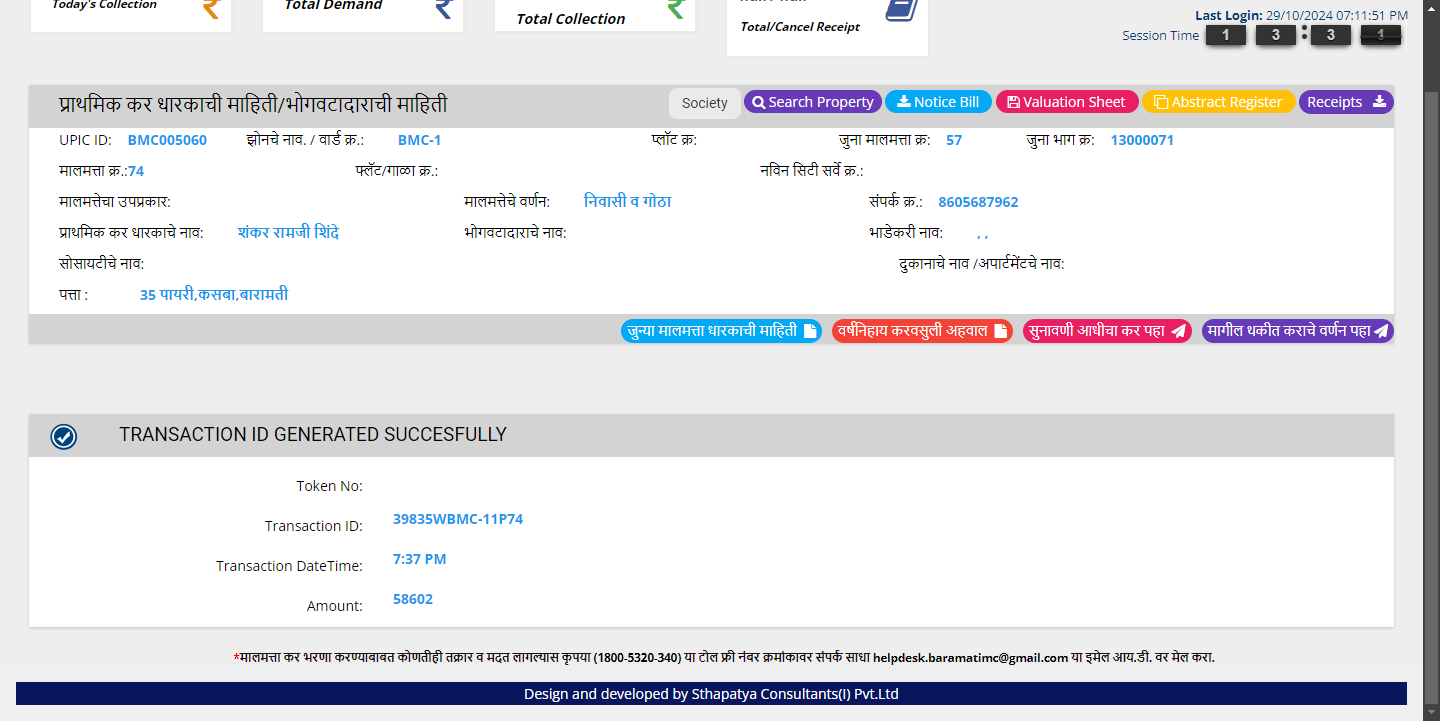 Today's Collection
Total Demand
Total Collection
Total/Cancel Receipt
Last Login: 29/10/2024 07:11:51 PM
Session Time 1 3 : 3 1
प्राथमिक कर धारकाची माहिती/भोगवटादाराची माहिती
Society Search Property Notice Bill Valuation Sheet Abstract Register Receipts
UPIC ID: BMC005060 झोनचे नाव. / वार्ड क्र.: BMC-1 प्लॉट क्र: जुना मालमत्ता क्र: 57 जुना भाग क्र: 13000071
मालमत्ता क्र.:74 फ्लॅट/गाळा क्र.: नविन सिटी सर्वे क्र.:
मालमत्तेचा उपप्रकार: मालमत्तेचे वर्णन: निवासी व गोठा संपर्क क्र.: 8605687962
प्राथमिक कर धारकाचे नाव: शंकर रामजी शिंदे भोगवटादाराचे नाव: भाडेकरी नाव: , ,
सोसायटीचे नाव: दुकानाचे नाव /अपार्टमेंटचे नाव:
पत्ता : 35 पायरी,कसबा,बारामती
जुन्या मालमत्ता धारकाची माहिती वर्षनिहाय करवसुली अहवाल सुनावणी आधीचा कर पहा मागील थकीत कराचे वर्णन पहा
TRANSACTION ID GENERATED SUCCESFULLY
Token No:
Transaction ID: 39835WBMC-11P74
Transaction DateTime: 7:37 PM
Amount: 58602
*मालमत्ता कर भरणा करण्याबाबत कोणतीही तक्रार व मदत लागल्यास कृपया (1800-5320-340) या टोल फ्री नंबर क्रमांकावर संपर्क साधा helpdesk.baramatimc@gmail.com या इमेल आय.डी. वर मेल करा.
Design and developed by Sthapatya Consultants(I) Pvt.Ltd